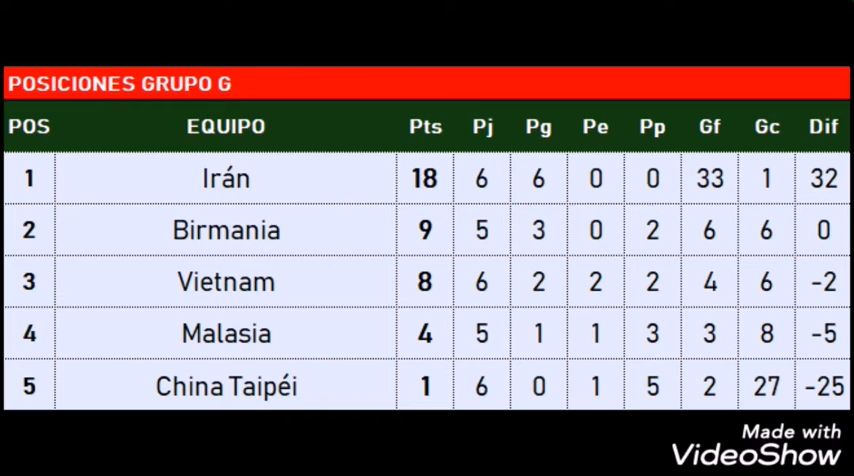 POSICIONES GRUPO G
POS EQUIPO Pts Pj Pg Pe Pp Gf Gc Dif
1 Irán 18 6 6 0 0 33 1 32
2 Birmania 9 5 3 0 2 6 6 0
3 Vietnam 8 6 2 2 2 4 6 -2
4 Malasia 4 5 1 1 3 3 8 -5
5 China Taipéi 1 6 0 1 5 2 27 -25
Made with
VideoShow